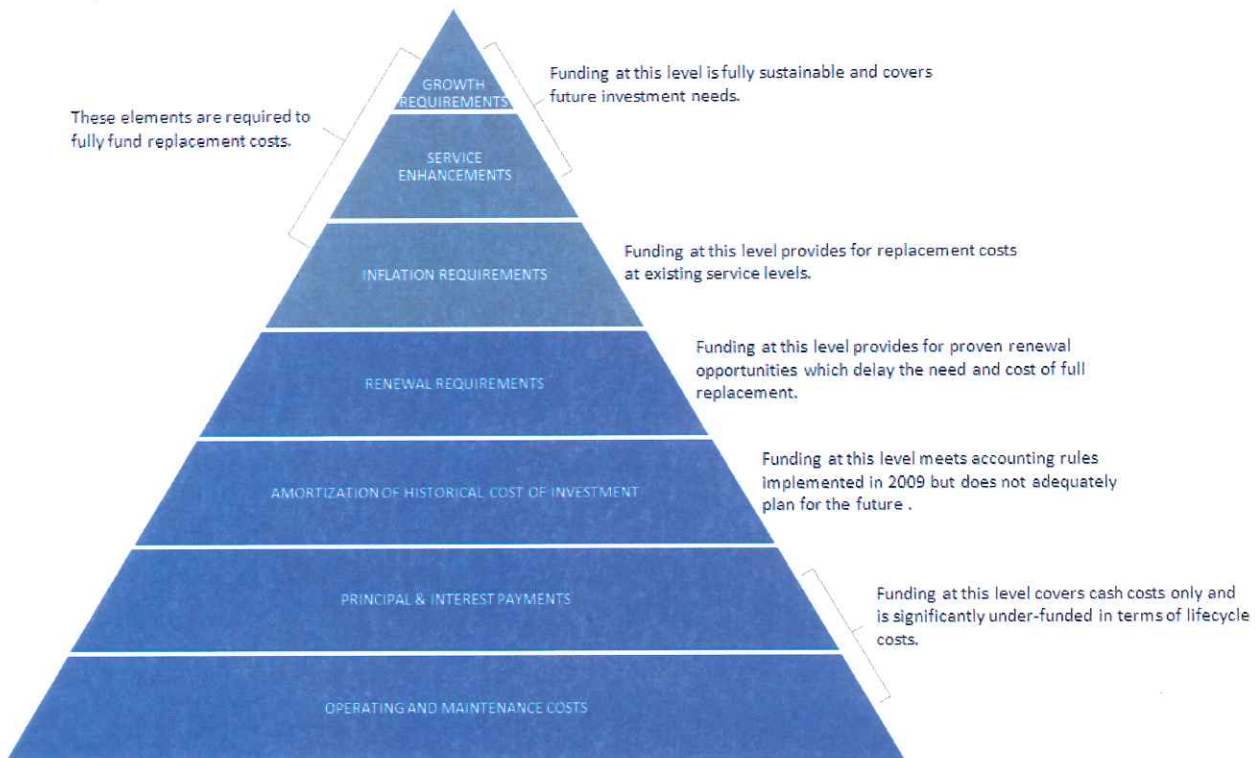 GROWTH
REQUIREMENTS
Funding at this level is fully sustainable and covers
future investment needs.
These elements are required to
fully fund replacement costs.
SERVICE
ENHANCEMENTS
INFLATION REQUIREMENTS
Funding at this level provides for replacement costs
at existing service levels.
RENEWAL REQUIREMENTS
Funding at this level provides for proven renewal
opportunities which delay the need and cost of full
replacement.
AMORTIZATION OF HISTORICAL COST OF INVESTMENT
Funding at this level meets accounting rules
implemented in 2009 but does not adequately
plan for the future .
PRINCIPAL & INTEREST PAYMENTS
Funding at this level covers cash costs only and
is significantly under-funded in terms of lifecycle
costs.
OPERATING AND MAINTENANCE COSTS